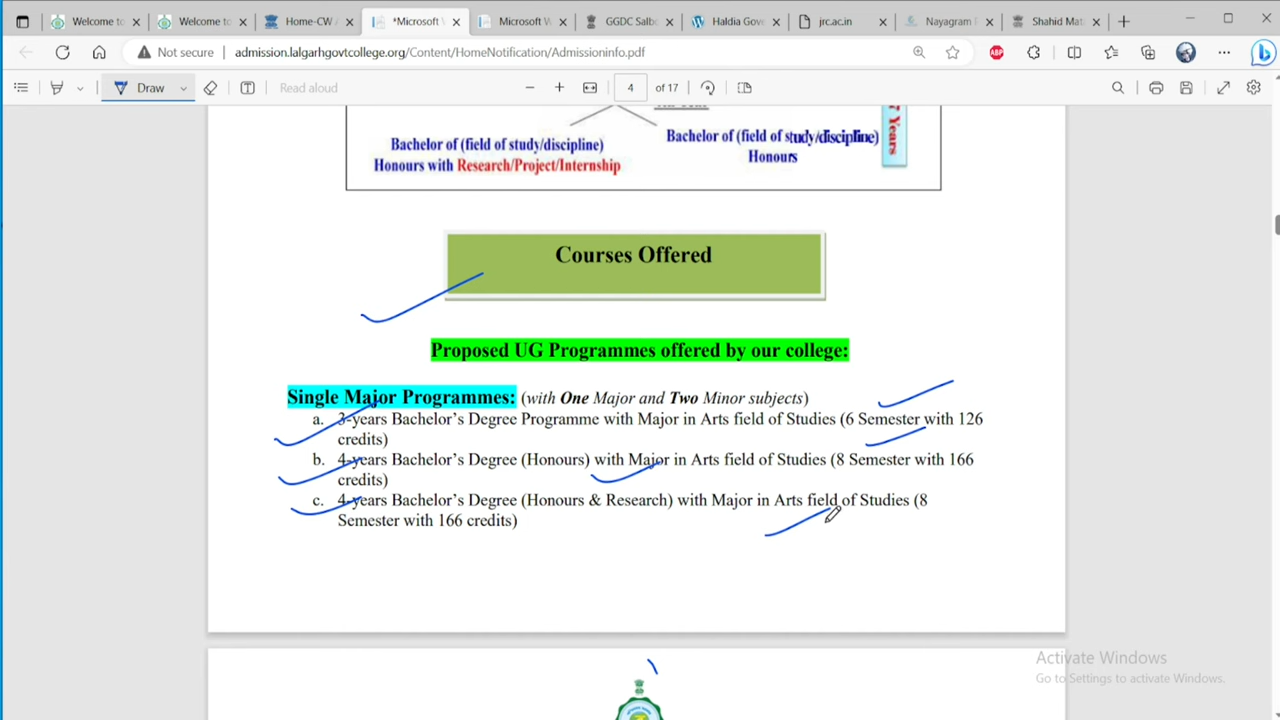 Welcome to
Welcome to
Home-CW A
*Microsoft W
Microsoft W
GGDC Salb
Haldia Gove
jrc.ac.in
Nayagram P
Shahid Mata
Not secure
admission.lalgarhgovtcollege.org/Content/HomeNotification/Admissioninfo.pdf
ABP
Draw
Read aloud
4
of 17
7 Years
Bachelor of (field of study/discipline)
Honours with Research/Project/Internship
Bachelor of (field of study/discipline)
Honours
Courses Offered
Proposed UG Programmes offered by our college:
Single Major Programmes: (with One Major and Two Minor subjects)
a. 3-years Bachelor's Degree Programme with Major in Arts field of Studies (6 Semester with 126
credits)
b. 4-years Bachelor's Degree (Honours) with Major in Arts field of Studies (8 Semester with 166
credits)
c. 4-years Bachelor's Degree (Honours & Research) with Major in Arts field of Studies (8
Semester with 166 credits)
Activate Windows
Go to Settings to activate Windows.